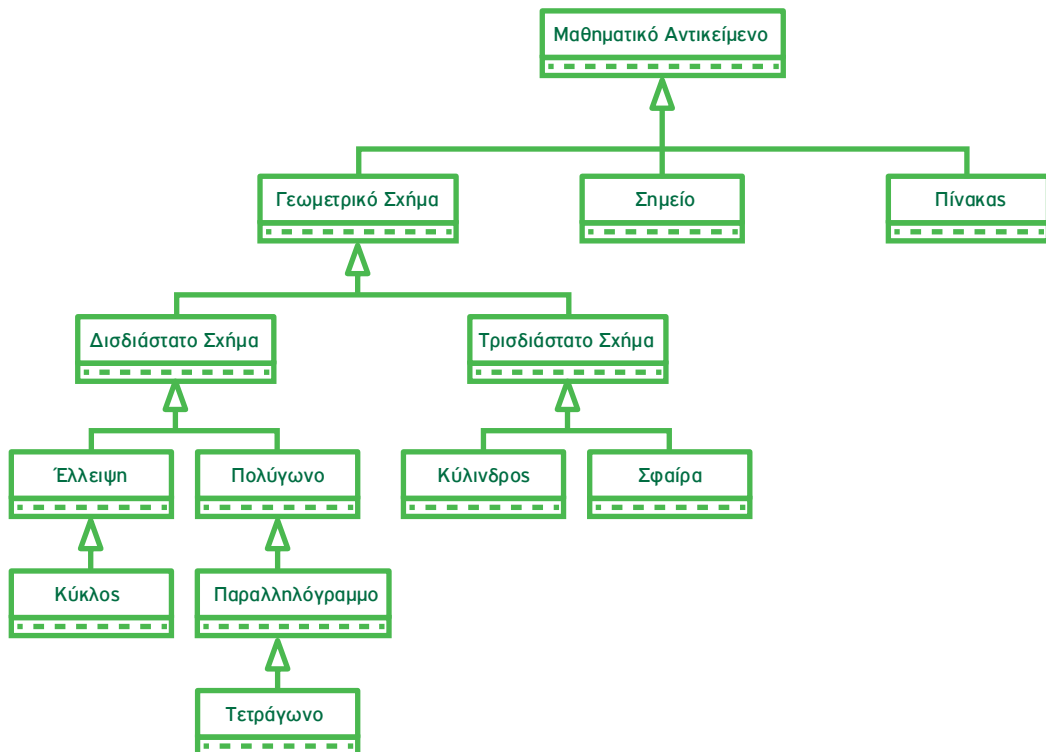 Μαθηματικό Αντικείμενο
Γεωμετρικό Σχήμα
Σημείο
Πίνακας
Δισδιάστατο Σχήμα
Τρισδιάστατο Σχήμα
Έλλειψη
Πολύγωνο
Κύλινδρος
Σφαίρα
Κύκλος
Παραλληλόγραμμο
Τετράγωνο